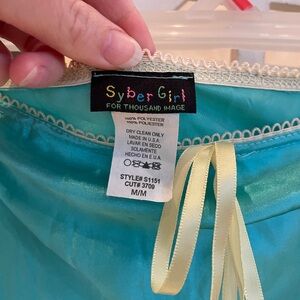 Syber Girl
FOR THOUSAND IMAGE
100% POLYESTER
100% POLIESTER
DRY CLEAN ONLY
MADE IN U.S.A.
LAVAR EN SECO
SOLAMENTE
HECHO EN E.U.A.
STYLE# S1151
CUT# 3709
M/M